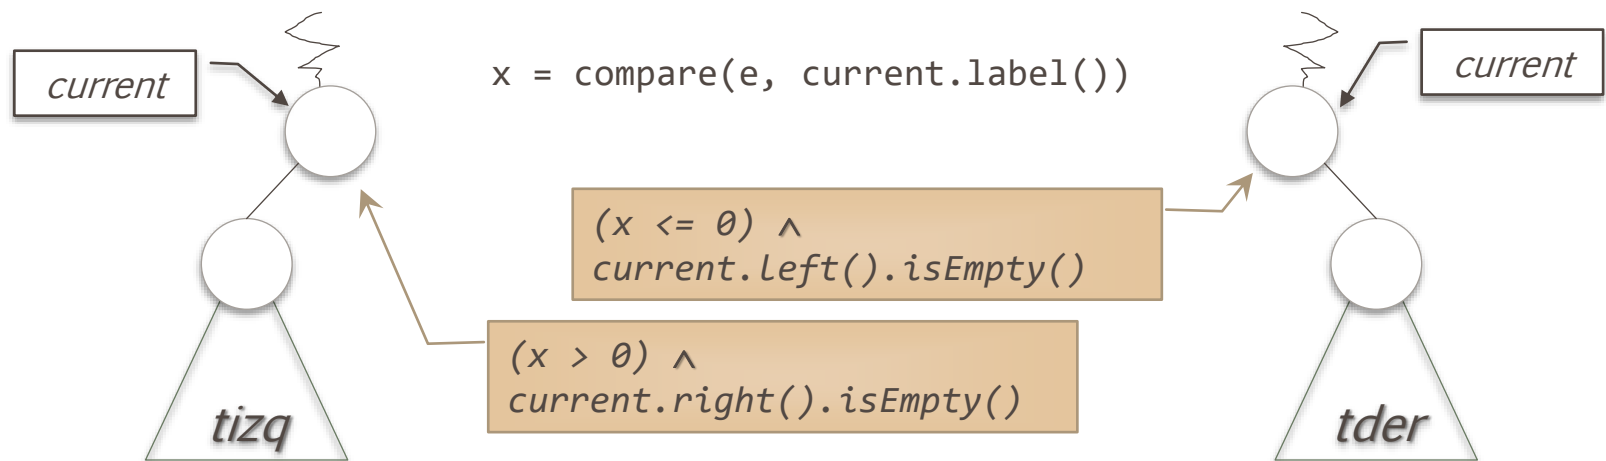 current
x = compare(e, current.label())
current
(x <= 0) ∧
current.left().isEmpty()
(x > 0) ∧
current.right().isEmpty()
tizq
tder